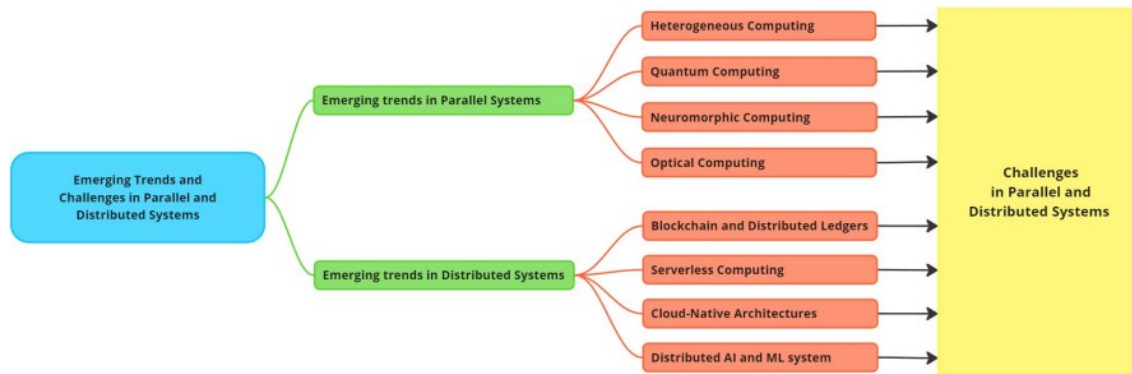 Emerging Trends and
Challenges in Parallel and
Distributed Systems
Emerging trends in Parallel Systems
Heterogeneous Computing
Quantum Computing
Neuromorphic Computing
Optical Computing
Emerging trends in Distributed Systems
Blockchain and Distributed Ledgers
Serverless Computing
Cloud-Native Architectures
Distributed AI and ML system
Challenges
in Parallel and
Distributed Systems